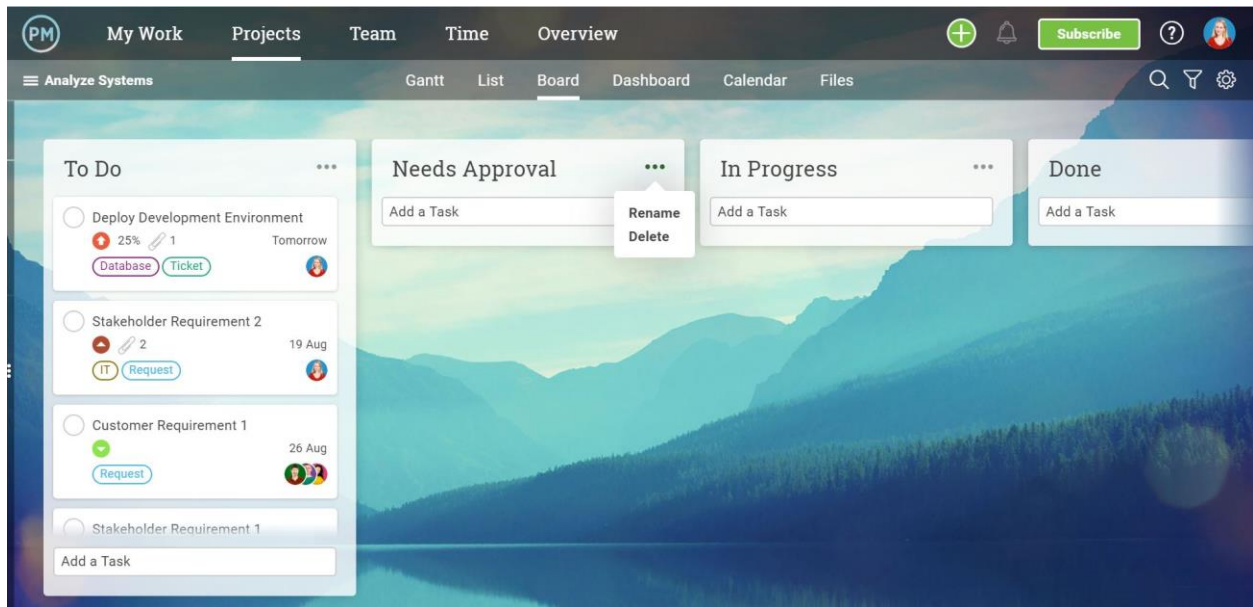 PM My Work Projects Team Time Overview Subscribe ?
Analyze Systems Gantt List Board Dashboard Calendar Files
To Do
Deploy Development Environment
25% 1 Tomorrow
Database Ticket
Stakeholder Requirement 2
2 19 Aug
IT Request
Customer Requirement 1
26 Aug
Request
Stakeholder Requirement 1
Add a Task
Needs Approval
Add a Task
Rename
Delete
In Progress
Add a Task
Done
Add a Task